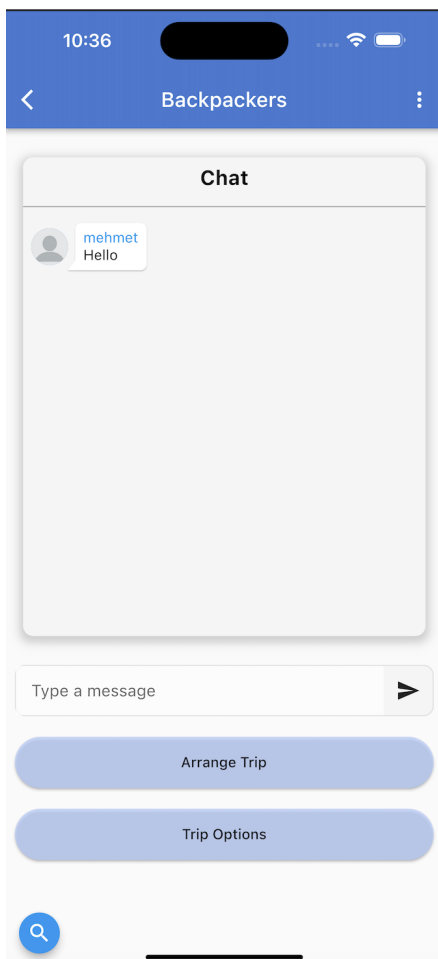 10:36
Backpackers
Chat
mehmet
Hello
Type a message
Arrange Trip
Trip Options